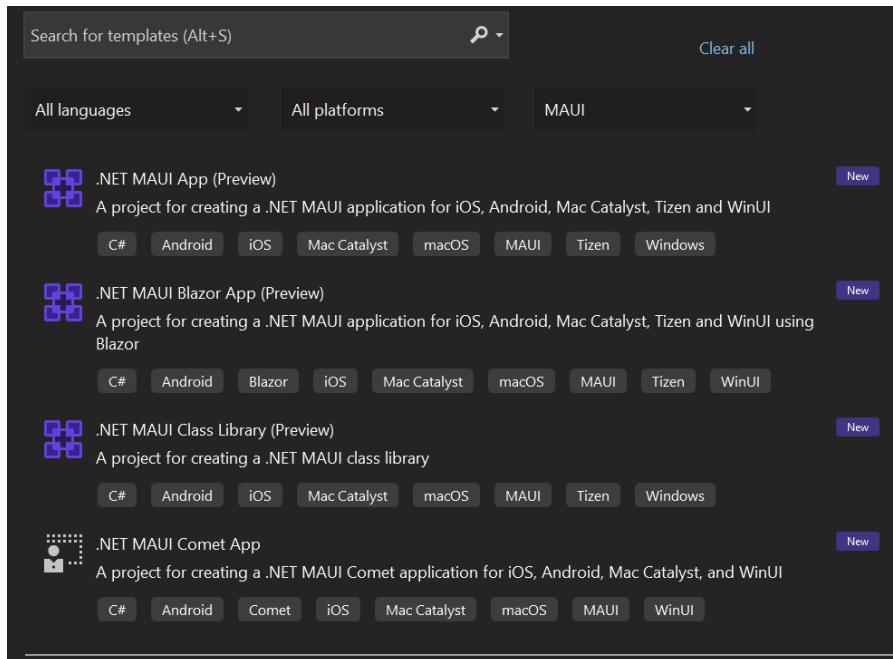 Search for templates (Alt+S)
Clear all
All languages
All platforms
MAUI
.NET MAUI App (Preview)
New
A project for creating a .NET MAUI application for iOS, Android, Mac Catalyst, Tizen and WinUI
C# Android iOS Mac Catalyst macOS MAUI Tizen Windows
.NET MAUI Blazor App (Preview)
New
A project for creating a .NET MAUI application for iOS, Android, Mac Catalyst, Tizen and WinUI using
Blazor
C# Android Blazor iOS Mac Catalyst macOS MAUI Tizen WinUI
.NET MAUI Class Library (Preview)
New
A project for creating a .NET MAUI class library
C# Android iOS Mac Catalyst macOS MAUI Tizen Windows
.NET MAUI Comet App
New
A project for creating a .NET MAUI Comet application for iOS, Android, Mac Catalyst, and WinUI
C# Android Comet iOS Mac Catalyst macOS MAUI WinUI